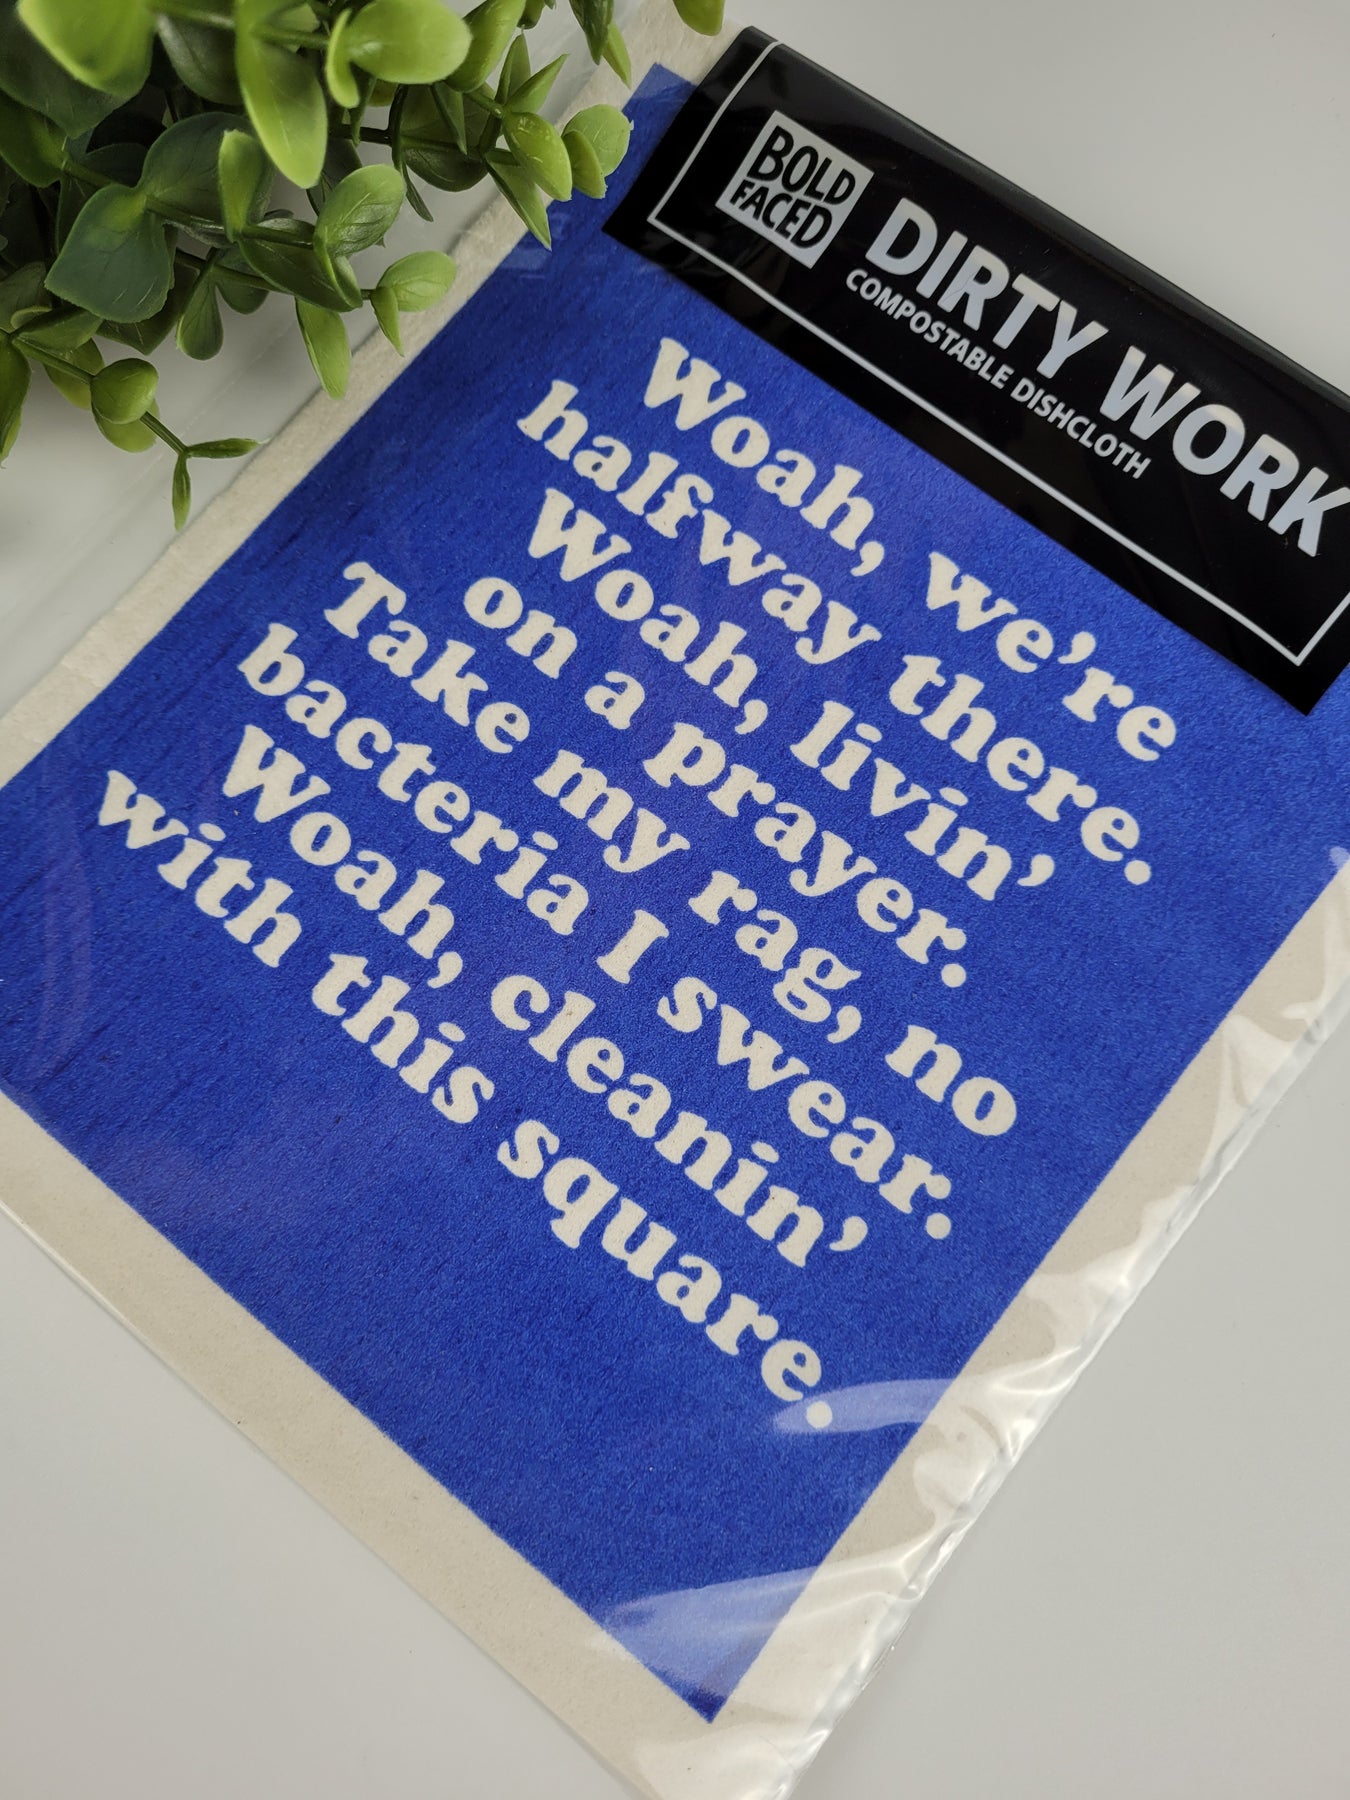 BOLD
FACED
DIRTY WORK
COMPOSTABLE DISHCLOTH
Woah, we're
halfway there.
Woah, livin'
on a prayer.
Take my rag, no
bacteria I swear.
Woah, cleanin'
with this square.